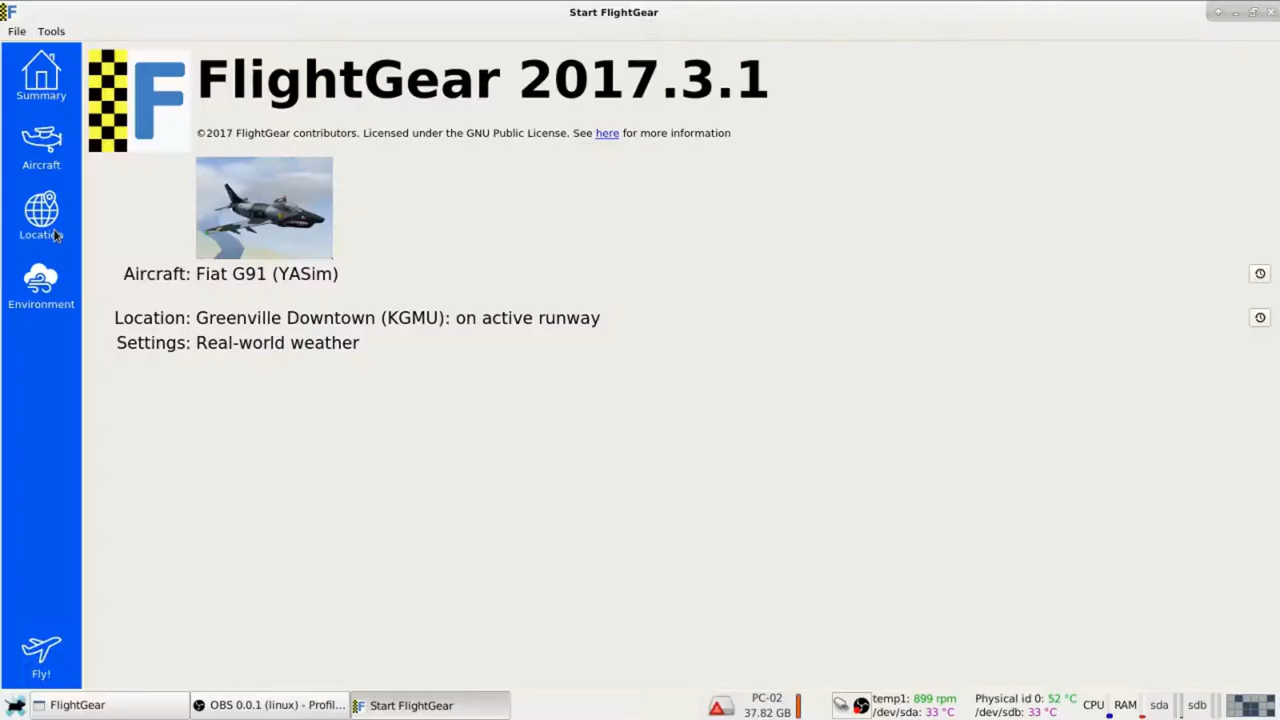 Start FlightGear
File Tools
Summary
Aircraft
Location
Environment
Fly!
F
FlightGear 2017.3.1
©2017 FlightGear contributors. Licensed under the GNU Public License. See here for more information
Aircraft: Fiat G91 (YASim)
Location: Greenville Downtown (KGMU): on active runway
Settings: Real-world weather
FlightGear
OBS 0.0.1 (linux) - Profil...
Start FlightGear
PC-02
37.82 GB
temp1: 899 rpm
/dev/sda: 33 °C
Physical id 0: 52 °C
/dev/sdb: 33 °C
CPU
RAM
sda
sdb